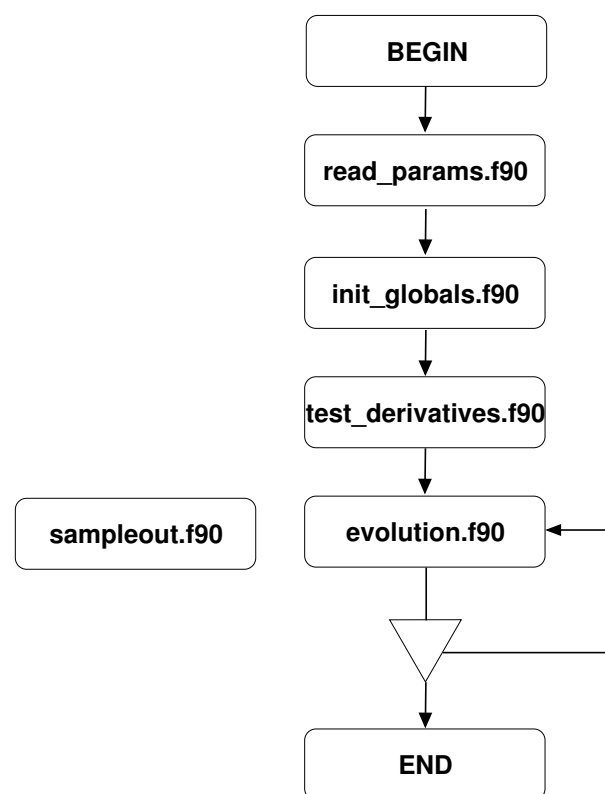 BEGIN
read_params.f90
init_globals.f90
test_derivatives.f90
sampleout.f90
evolution.f90
END